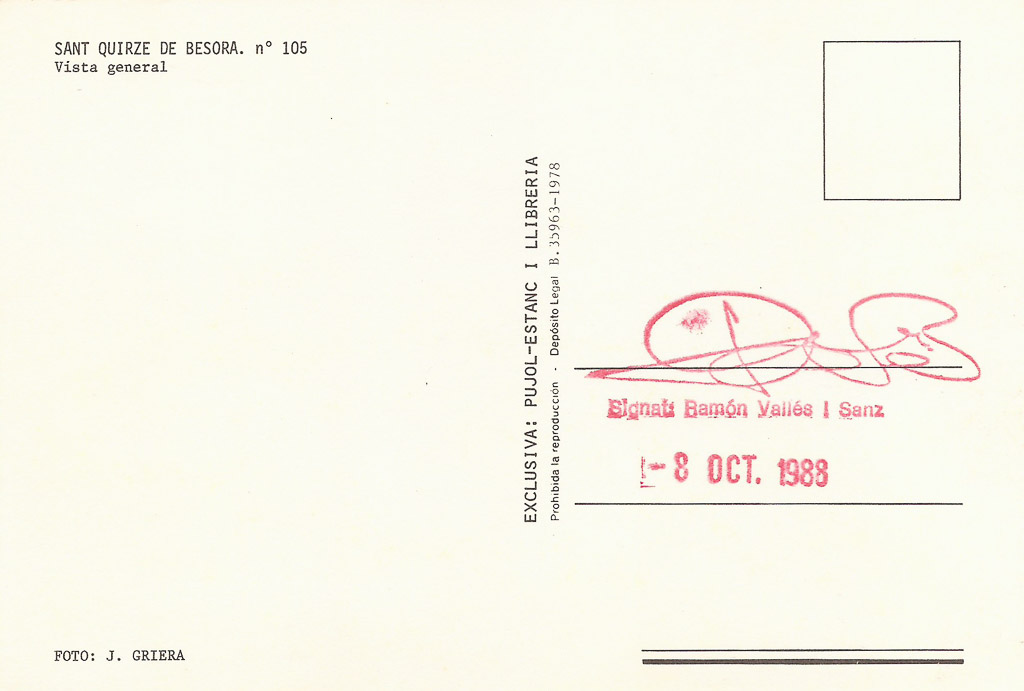 SANT QUIRZE DE BESORA. nº 105
Vista general
EXCLUSIVA: PUJOL-ESTANC I LLIBRERIA
Prohibida la reproducción - Depósito Legal B.35963-1978
Signat: Ramón Vallés I Sanz
- 8 OCT. 1988
FOTO: J. GRIERA